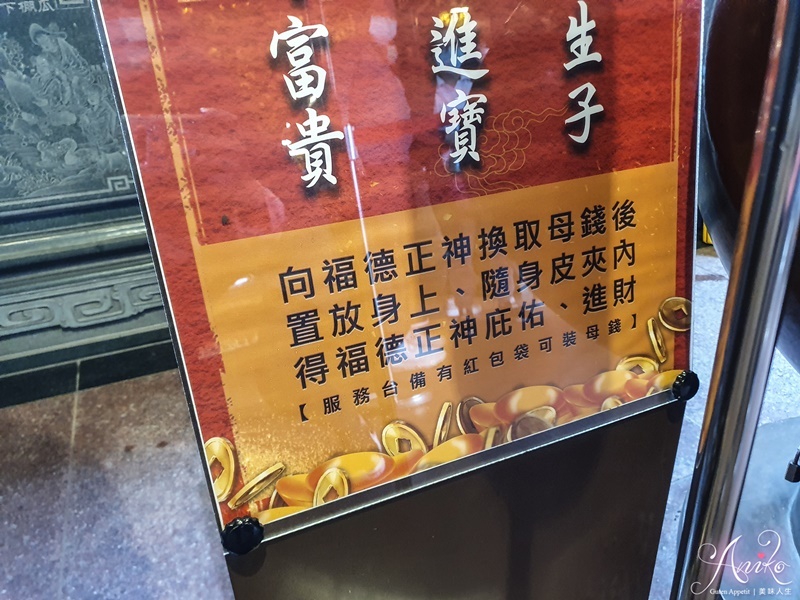 生子
進寶
富貴
向福德正神換取母錢後
置放身上、隨身皮夾內
得福德正神庇佑、進財
【服務台備有紅包袋可裝母錢】
Aniko
Guten Appetit | 美味人生